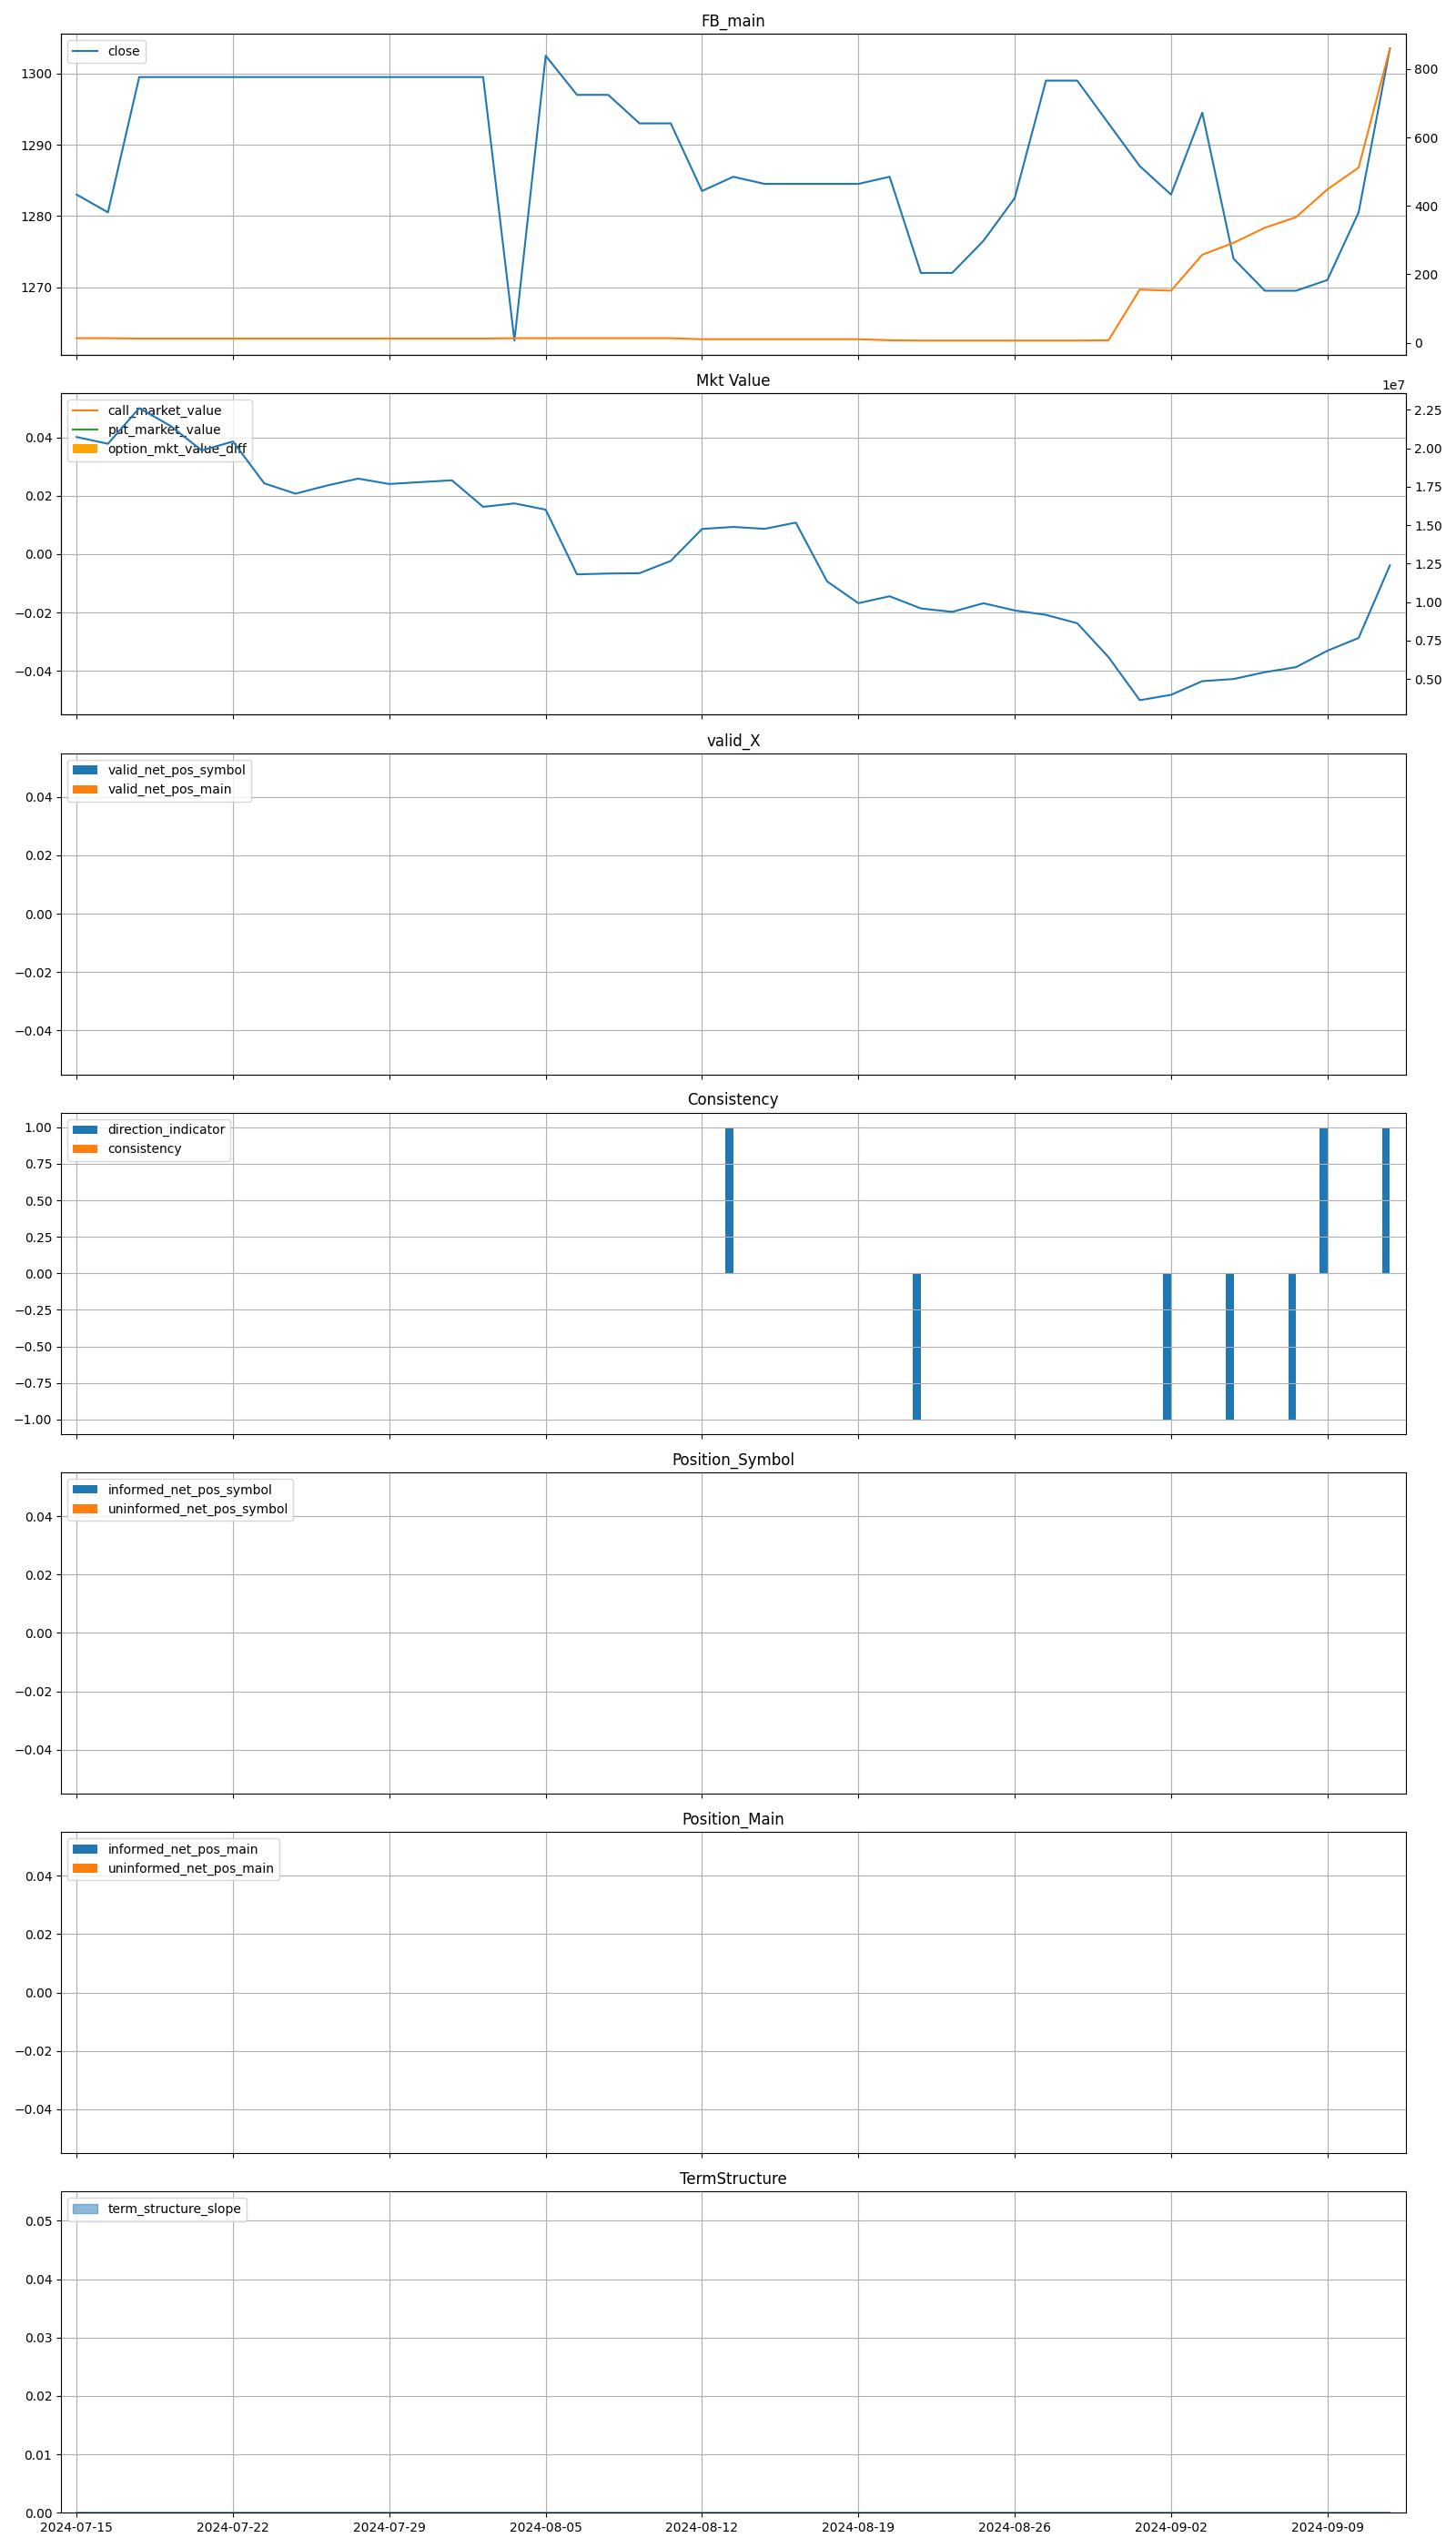 FB_main
close
1300
1290
1280
1270
800
600
400
200
0
Mkt Value
1e7
call_market_value
put_market_value
option_mkt_value_diff
0.04
0.02
0.00
−0.02
−0.04
2.25
2.00
1.75
1.50
1.25
1.00
0.75
0.50
valid_X
valid_net_pos_symbol
valid_net_pos_main
0.04
0.02
0.00
−0.02
−0.04
Consistency
direction_indicator
consistency
1.00
0.75
0.50
0.25
0.00
−0.25
−0.50
−0.75
−1.00
Position_Symbol
informed_net_pos_symbol
uninformed_net_pos_symbol
0.04
0.02
0.00
−0.02
−0.04
Position_Main
informed_net_pos_main
uninformed_net_pos_main
0.04
0.02
0.00
−0.02
−0.04
TermStructure
term_structure_slope
0.05
0.04
0.03
0.02
0.01
0.00
2024-07-15 2024-07-22 2024-07-29 2024-08-05 2024-08-12 2024-08-19 2024-08-26 2024-09-02 2024-09-09